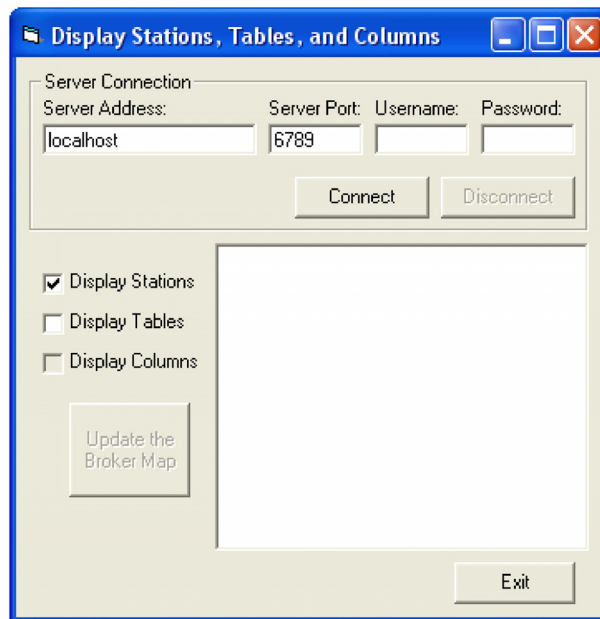 Display Stations, Tables, and Columns
Server Connection
Server Address: Server Port: Username: Password:
localhost 6789
Connect Disconnect
Display Stations
Display Tables
Display Columns
Update the
Broker Map
Exit